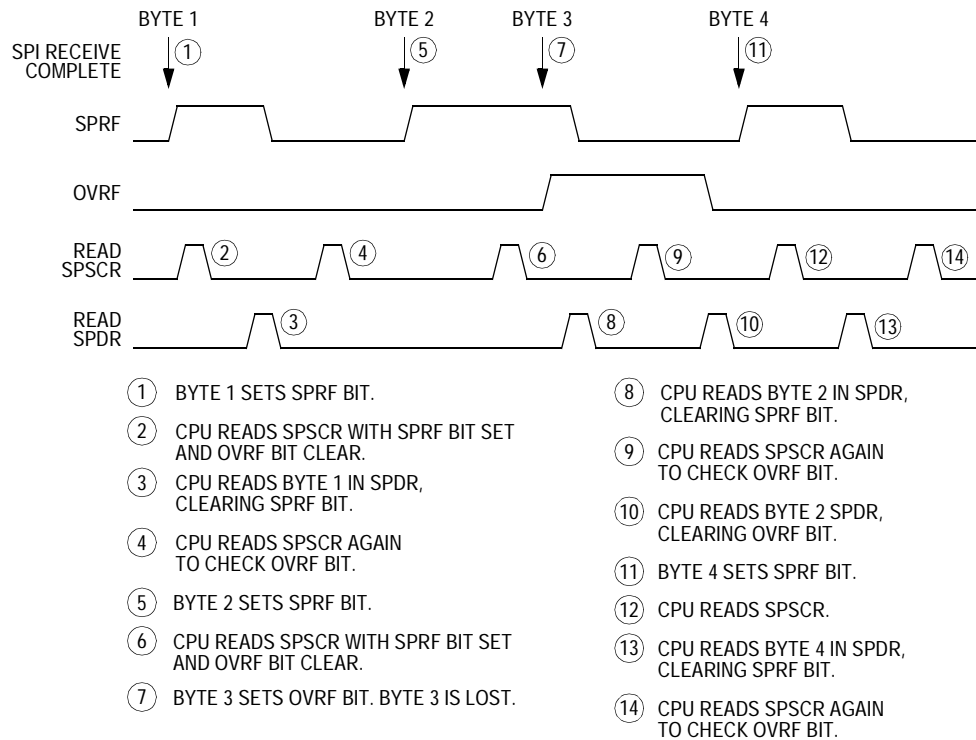 BYTE 1 BYTE 2 BYTE 3 BYTE 4
SPI RECEIVE
COMPLETE
1 5 7 11
SPRF
OVRF
READ
SPSCR
2 4 6 9 12 14
READ
SPDR
3 8 10 13
1 BYTE 1 SETS SPRF BIT.
2 CPU READS SPSCR WITH SPRF BIT SET
AND OVRF BIT CLEAR.
3 CPU READS BYTE 1 IN SPDR,
CLEARING SPRF BIT.
4 CPU READS SPSCR AGAIN
TO CHECK OVRF BIT.
5 BYTE 2 SETS SPRF BIT.
6 CPU READS SPSCR WITH SPRF BIT SET
AND OVRF BIT CLEAR.
7 BYTE 3 SETS OVRF BIT. BYTE 3 IS LOST.
8 CPU READS BYTE 2 IN SPDR,
CLEARING SPRF BIT.
9 CPU READS SPSCR AGAIN
TO CHECK OVRF BIT.
10 CPU READS BYTE 2 SPDR,
CLEARING OVRF BIT.
11 BYTE 4 SETS SPRF BIT.
12 CPU READS SPSCR.
13 CPU READS BYTE 4 IN SPDR,
CLEARING SPRF BIT.
14 CPU READS SPSCR AGAIN
TO CHECK OVRF BIT.